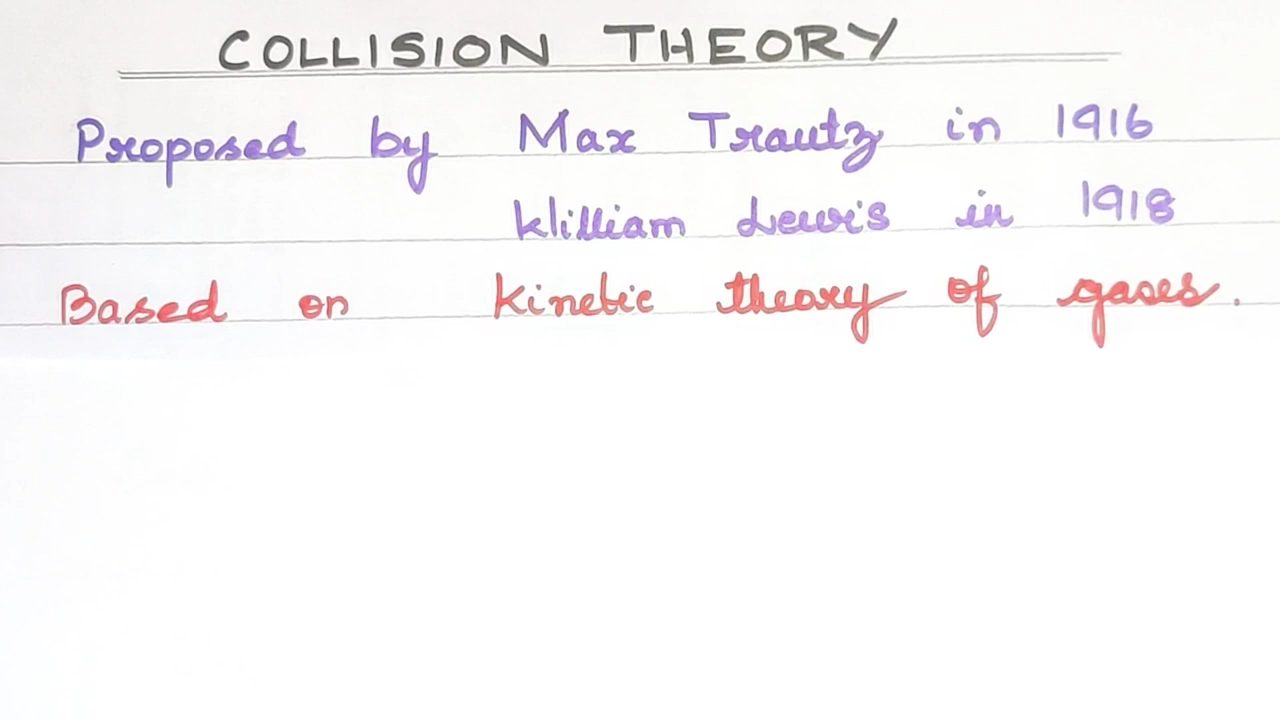 COLLISION THEORY
Proposed by Max Trautz in 1916
William Lewis in 1918
Based on Kinetic theory of gases.